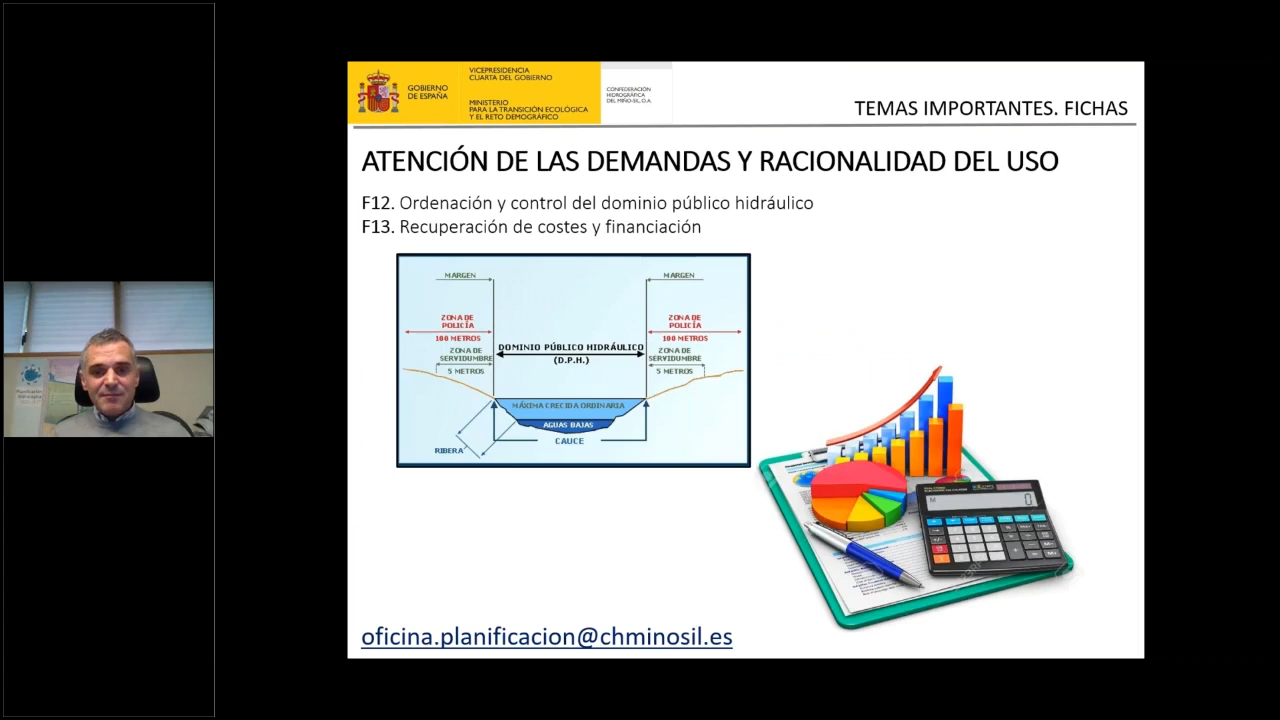 GOBIERNO
DE ESPAÑA
VICEPRESIDENCIA
CUARTA DEL GOBIERNO
MINISTERIO
PARA LA TRANSICIÓN ECOLÓGICA
Y EL RETO DEMOGRÁFICO
CONFEDERACIÓN
HIDROGRÁFICA
DEL MIÑO-SIL, O.A.
TEMAS IMPORTANTES. FICHAS
ATENCIÓN DE LAS DEMANDAS Y RACIONALIDAD DEL USO
F12. Ordenación y control del dominio público hidráulico
F13. Recuperación de costes y financiación
MARGEN
MARGEN
ZONA DE
POLICÍA
100 METROS
ZONA DE
POLICÍA
100 METROS
DOMINIO PÚBLICO HIDRÁULICO
(D.P.H.)
ZONA DE
SERVIDUMBRE
5 METROS
ZONA DE
SERVIDUMBRE
5 METROS
MÁXIMA CRECIDA ORDINARIA
AGUAS BAJAS
CAUCE
RIBERA
M
0
oficina.planificacion@chminosil.es